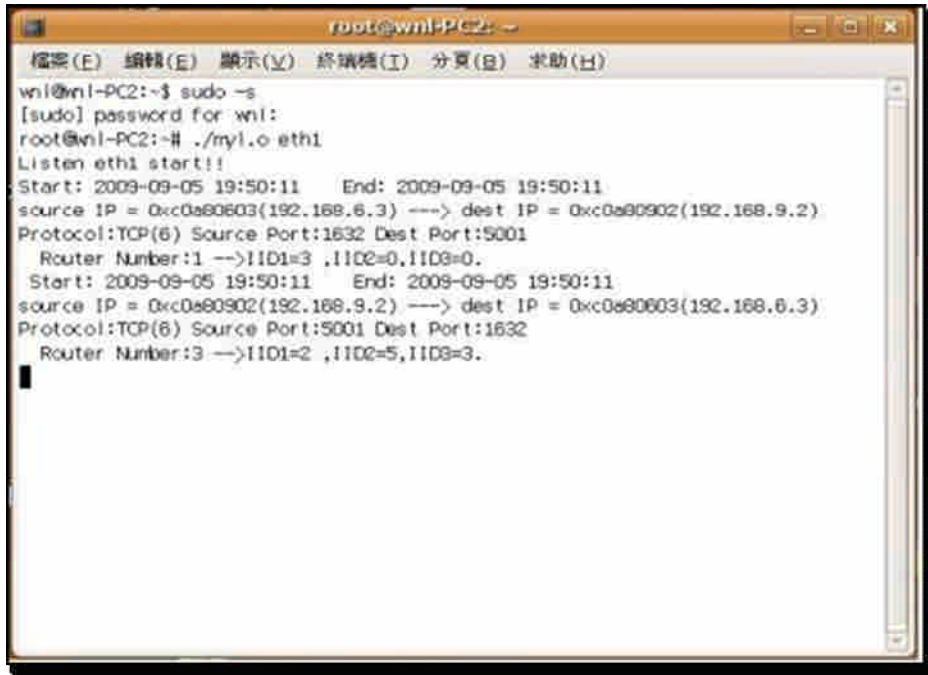 root@wnl-PC2: ~
檔案(F) 編輯(E) 顯示(V) 終端機(T) 分頁(B) 求助(H)
wnl@wnl-PC2:~$ sudo -s
[sudo] password for wnl:
root@wnl-PC2:~# ./myl.o eth1
Listen eth1 start!!
Start: 2009-09-05 19:50:11 End: 2009-09-05 19:50:11
source IP = 0xc0a80603(192.168.6.3) ---> dest IP = 0xc0a80902(192.168.9.2)
Protocol:TCP(6) Source Port:1632 Dest Port:5001
Router Number:1 -->IID1=3 ,IID2=0,IID3=0.
Start: 2009-09-05 19:50:11 End: 2009-09-05 19:50:11
source IP = 0xc0a80902(192.168.9.2) ---> dest IP = 0xc0a80603(192.168.6.3)
Protocol:TCP(6) Source Port:5001 Dest Port:1632
Router Number:3 -->IID1=2 ,IID2=5,IID3=3.